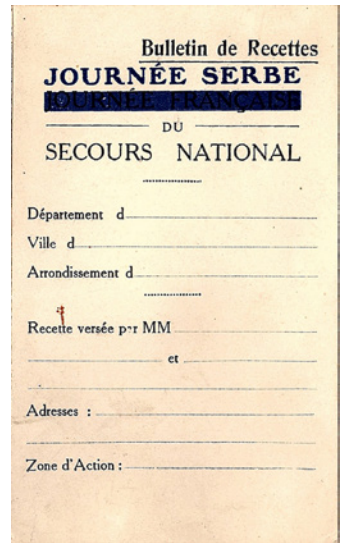 Bulletin de Recettes
JOURNÉE SERBE
JOURNÉE FRANÇAISE
DU
SECOURS NATIONAL
Département d
Ville d
Arrondissement d
Recette versée par MM
et
Adresses :
Zone d'Action :